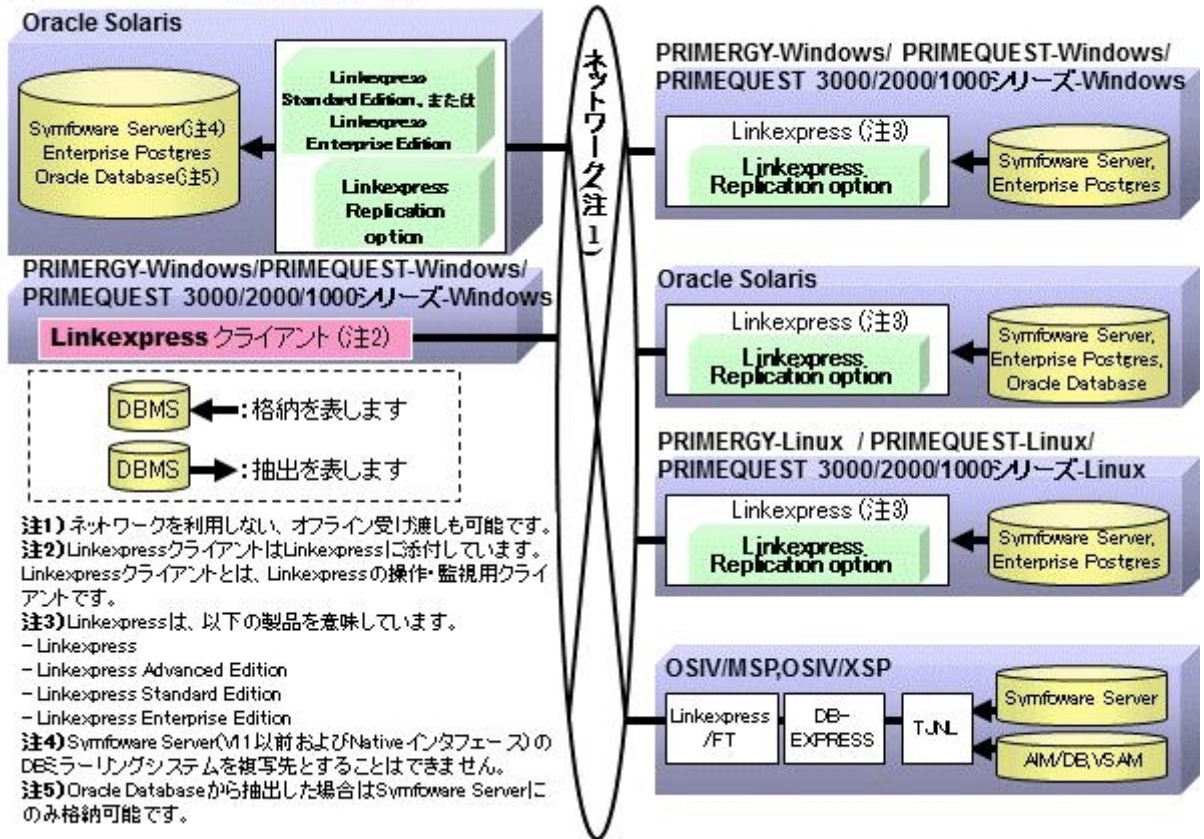 Oracle Solaris
Linkexpress
Standard Edition、または
Linkexpress
Enterprise Edition
Linkexpress
Replication
option
Symfoware Server(注4)
Enterprise Postgres
Oracle Database(注5)
PRIMERGY-Windows/PRIMEQUEST-Windows/
PRIMEQUEST 3000/2000/1000シリーズ-Windows
Linkexpress クライアント (注2)
DBMS
:格納を表します
DBMS
:抽出を表します
注1) ネットワークを利用しない、オフライン受け渡しも可能です。
注2)Linkexpressクライアントは Linkexpressに添付しています。
Linkexpressクライアントとは、Linkexpressの操作・監視用クライ
アントです。
注3)Linkexpressは、以下の製品を意味しています。
- Linkexpress
- Linkexpress Advanced Edition
- Linkexpress Standard Edition
- Linkexpress Enterprise Edition
注4)Symfoware Server(V11以前およびNativeインタフェース)の
DBミラーリングシステムを複写先とすることはできません。
注5)Oracle Databaseから抽出した場合はSymfoware Serverに
のみ格納可能です。
ネットワーク(注1)
PRIMERGY-Windows/ PRIMEQUEST-Windows/
PRIMEQUEST 3000/2000/1000シリーズ-Windows
Linkexpress (注3)
Linkexpress
Replication option
Symfoware Server,
Enterprise Postgres
Oracle Solaris
Linkexpress (注3)
Linkexpress
Replication option
Symfoware Server,
Enterprise Postgres,
Oracle Database
PRIMERGY-Linux / PRIMEQUEST-Linux/
PRIMEQUEST 3000/2000/1000シリーズ-Linux
Linkexpress (注3)
Linkexpress
Replication option
Symfoware Server,
Enterprise Postgres
OSIV/MSP,OSIV/XSP
Linkexpress
/FT
DB-
EXPRESS
TJNL
Symfoware Server
AIM/DB,VSAM